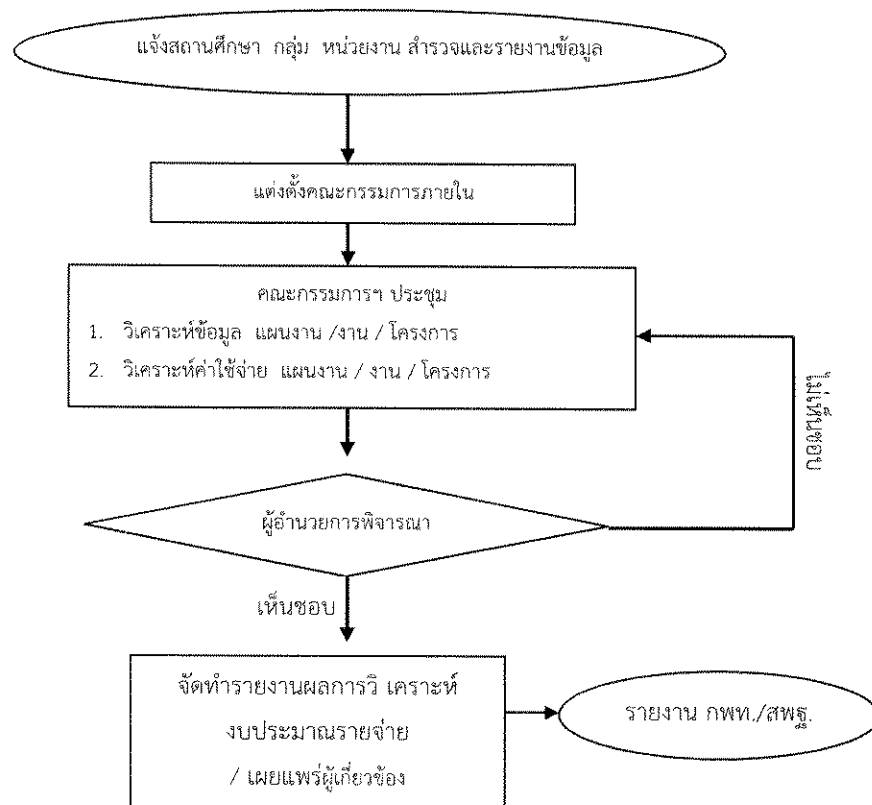 แจ้งสถานศึกษา กลุ่ม หน่วยงาน สำรวจและรายงานข้อมูล
แต่งตั้งคณะกรรมการภายใน
คณะกรรมการฯ ประชุม
1. วิเคราะห์ข้อมูล แผนงาน /งาน / โครงการ
2. วิเคราะห์ค่าใช้จ่าย แผนงาน / งาน / โครงการ
ไม่เห็นชอบ
ผู้อำนวยการพิจารณา
เห็นชอบ
จัดทำรายงานผลการวิ เคราะห์
งบประมาณรายจ่าย
/ เผยแพร่ผู้เกี่ยวข้อง
รายงาน กพท./สพฐ.